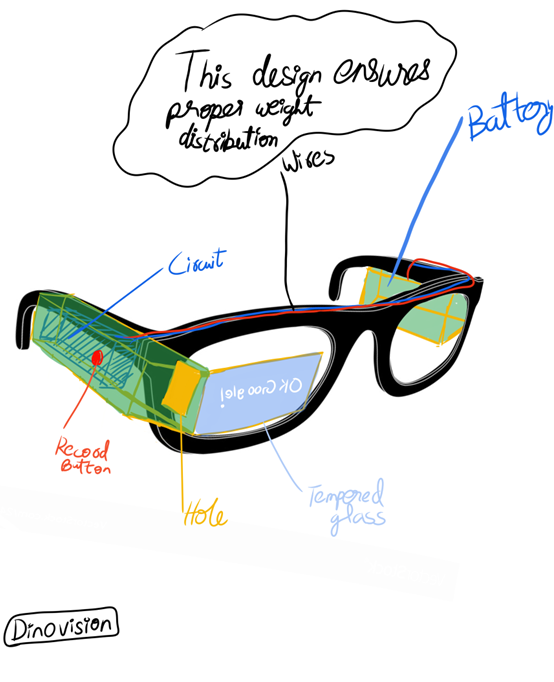 This design ensures
proper weight
distribution
Wires
Battery
Circuit
OK Google!
Record
Button
Hole
Tempered
glass
Dinovision